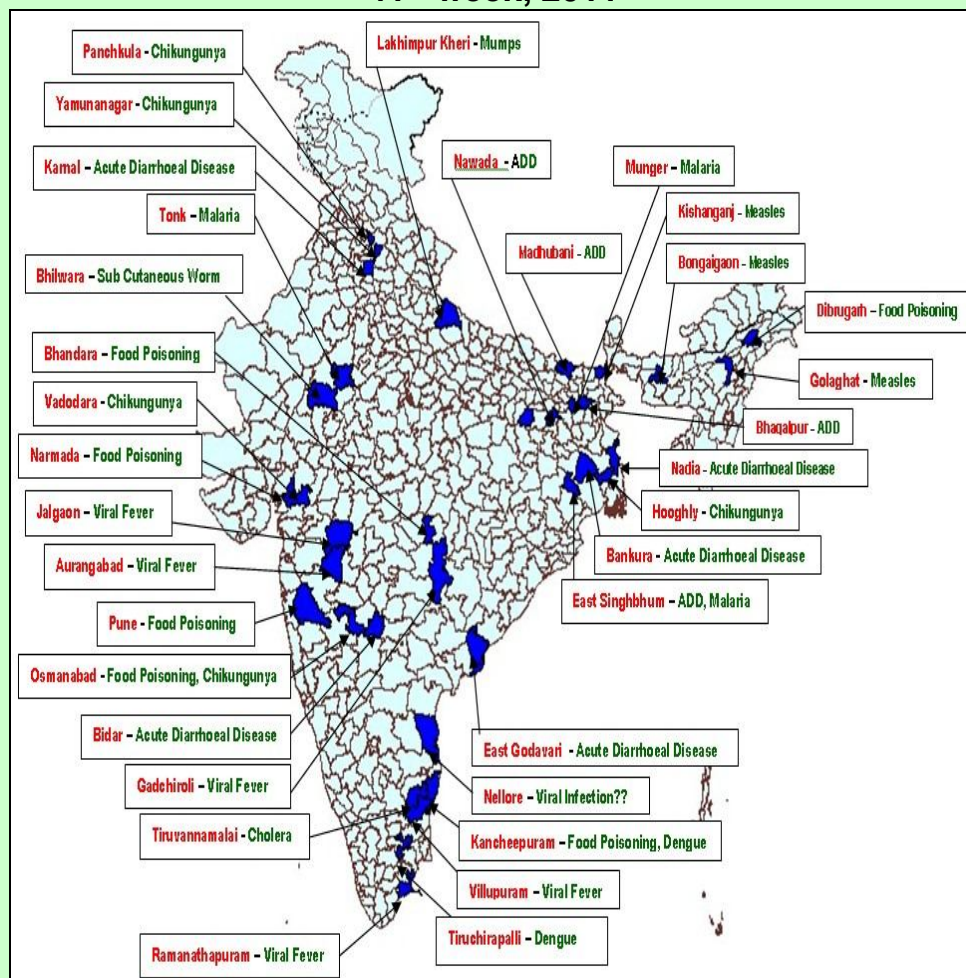 Panchkula - Chikungunya
Lakhimpur Kheri - Mumps
Yamunanagar - Chikungunya
Nawada - ADD
Munger - Malaria
Karnal – Acute Diarrhoeal Disease
Kishanganj - Measles
Tonk – Malaria
Madhubani - ADD
Bongaigaon - Measles
Bhilwara – Sub Cutaneous Worm
Dibrugarh – Food Poisoning
Bhandara – Food Poisoning
Golaghat - Measles
Vadodara – Chikungunya
Bhagalpur - ADD
Narmada – Food Poisoning
Nadia - Acute Diarrhoeal Disease
Jalgaon – Viral Fever
Hooghly - Chikungunya
Aurangabad – Viral Fever
Bankura - Acute Diarrhoeal Disease
East Singhbhum – ADD, Malaria
Pune – Food Poisoning
Osmanabad - Food Poisoning, Chikungunya
Bidar – Acute Diarrhoeal Disease
East Godavari - Acute Diarrhoeal Disease
Gadchiroli – Viral Fever
Nellore – Viral Infection??
Tiruvannamalai – Cholera
Kancheepuram – Food Poisoning, Dengue
Villupuram – Viral Fever
Tiruchirapalli – Dengue
Ramanathapuram – Viral Fever